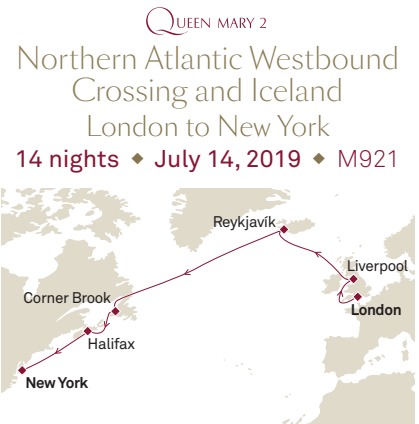 QUEEN MARY 2
Northern Atlantic Westbound
Crossing and Iceland
London to New York
14 nights ◆ July 14, 2019 ◆ M921
Reykjavík
Liverpool
Corner Brook
London
Halifax
New York